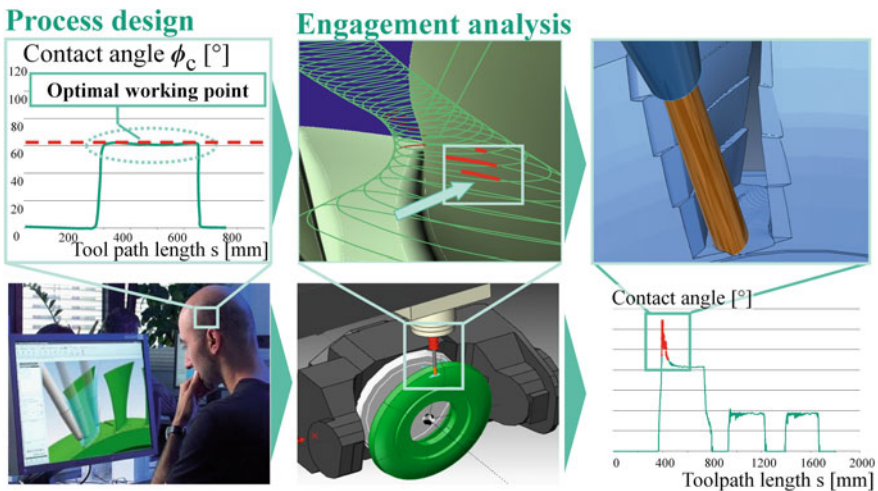 Process design
Engagement analysis
Contact angle ϕc [°]
120
100
Optimal working point
80
60
40
20
0
200 400 600 800
Tool path length s [mm]
Contact angle [°]
0 400 800 1200 1600 2000
Toolpath length s [mm]